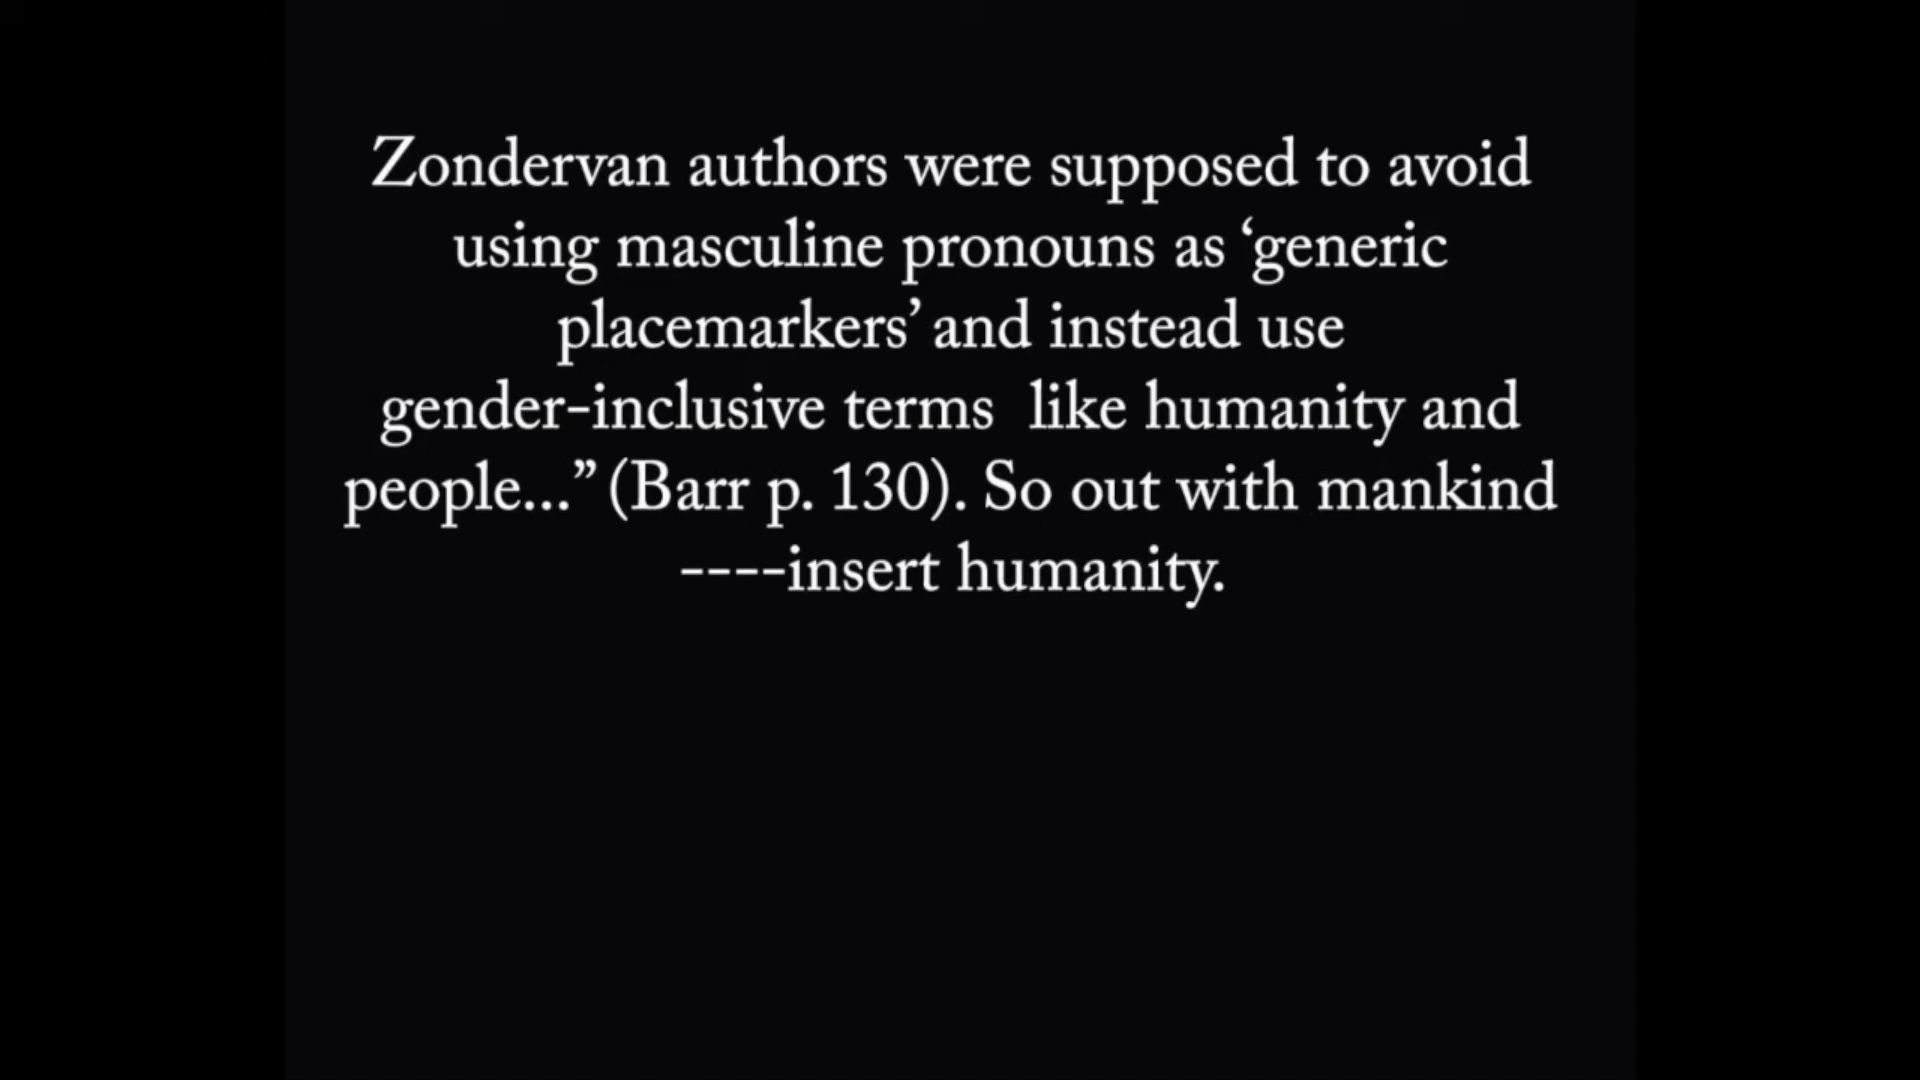 Zondervan authors were supposed to avoid
using masculine pronouns as ‘generic
placemarkers’ and instead use
gender-inclusive terms  like humanity and
people...” (Barr p. 130). So out with mankind
----insert humanity.